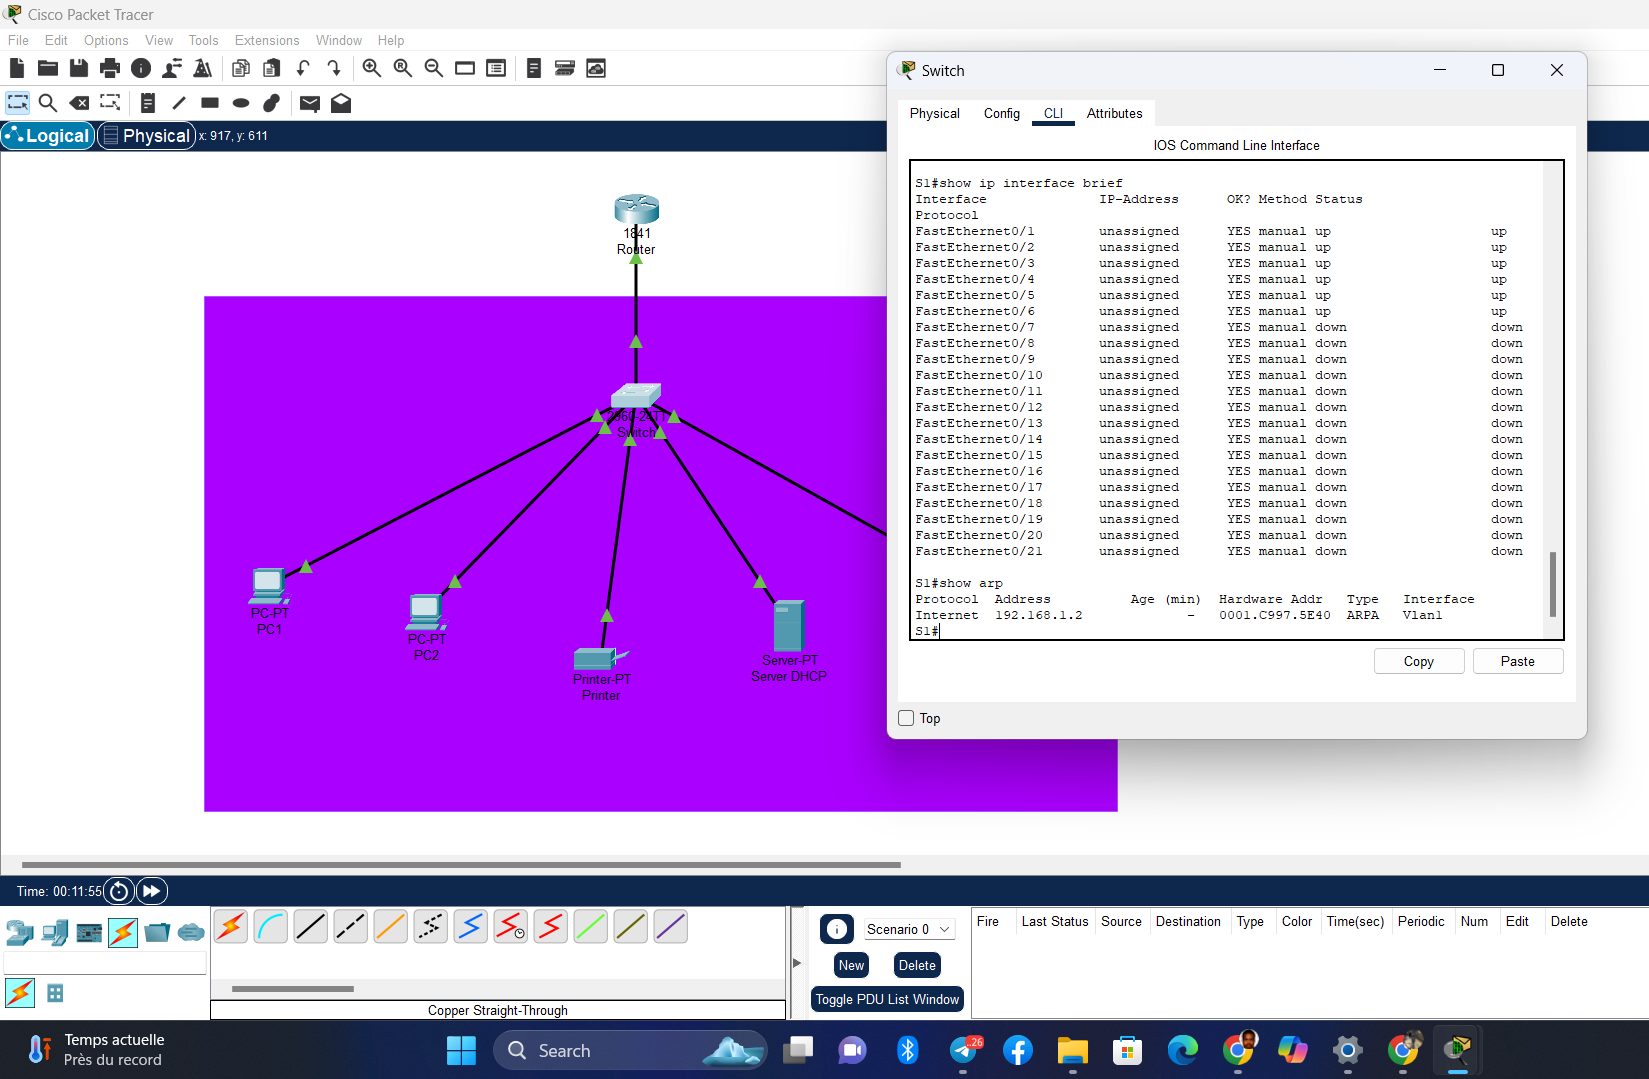 Cisco Packet Tracer
File Edit Options View Tools Extensions Window Help
Logical Physical x: 917, y: 611
1841
Router
2960-24TT
Switch
PC-PT
PC1
PC-PT
PC2
Printer-PT
Printer
Server-PT
Server DHCP
Switch
Physical Config CLI Attributes
IOS Command Line Interface
S1#show ip interface brief
Interface IP-Address OK? Method Status
Protocol
FastEthernet0/1 unassigned YES manual up up
FastEthernet0/2 unassigned YES manual up up
FastEthernet0/3 unassigned YES manual up up
FastEthernet0/4 unassigned YES manual up up
FastEthernet0/5 unassigned YES manual up up
FastEthernet0/6 unassigned YES manual up up
FastEthernet0/7 unassigned YES manual down down
FastEthernet0/8 unassigned YES manual down down
FastEthernet0/9 unassigned YES manual down down
FastEthernet0/10 unassigned YES manual down down
FastEthernet0/11 unassigned YES manual down down
FastEthernet0/12 unassigned YES manual down down
FastEthernet0/13 unassigned YES manual down down
FastEthernet0/14 unassigned YES manual down down
FastEthernet0/15 unassigned YES manual down down
FastEthernet0/16 unassigned YES manual down down
FastEthernet0/17 unassigned YES manual down down
FastEthernet0/18 unassigned YES manual down down
FastEthernet0/19 unassigned YES manual down down
FastEthernet0/20 unassigned YES manual down down
FastEthernet0/21 unassigned YES manual down down
S1#show arp
Protocol Address Age (min) Hardware Addr Type Interface
Internet 192.168.1.2 - 0001.C997.5E40 ARPA Vlan1
S1#
Copy Paste
Top
Time: 00:11:55
Copper Straight-Through
Scenario 0
New Delete
Toggle PDU List Window
Fire Last Status Source Destination Type Color Time(sec) Periodic Num Edit Delete
Temps actuelle
Près du record
Search
..26